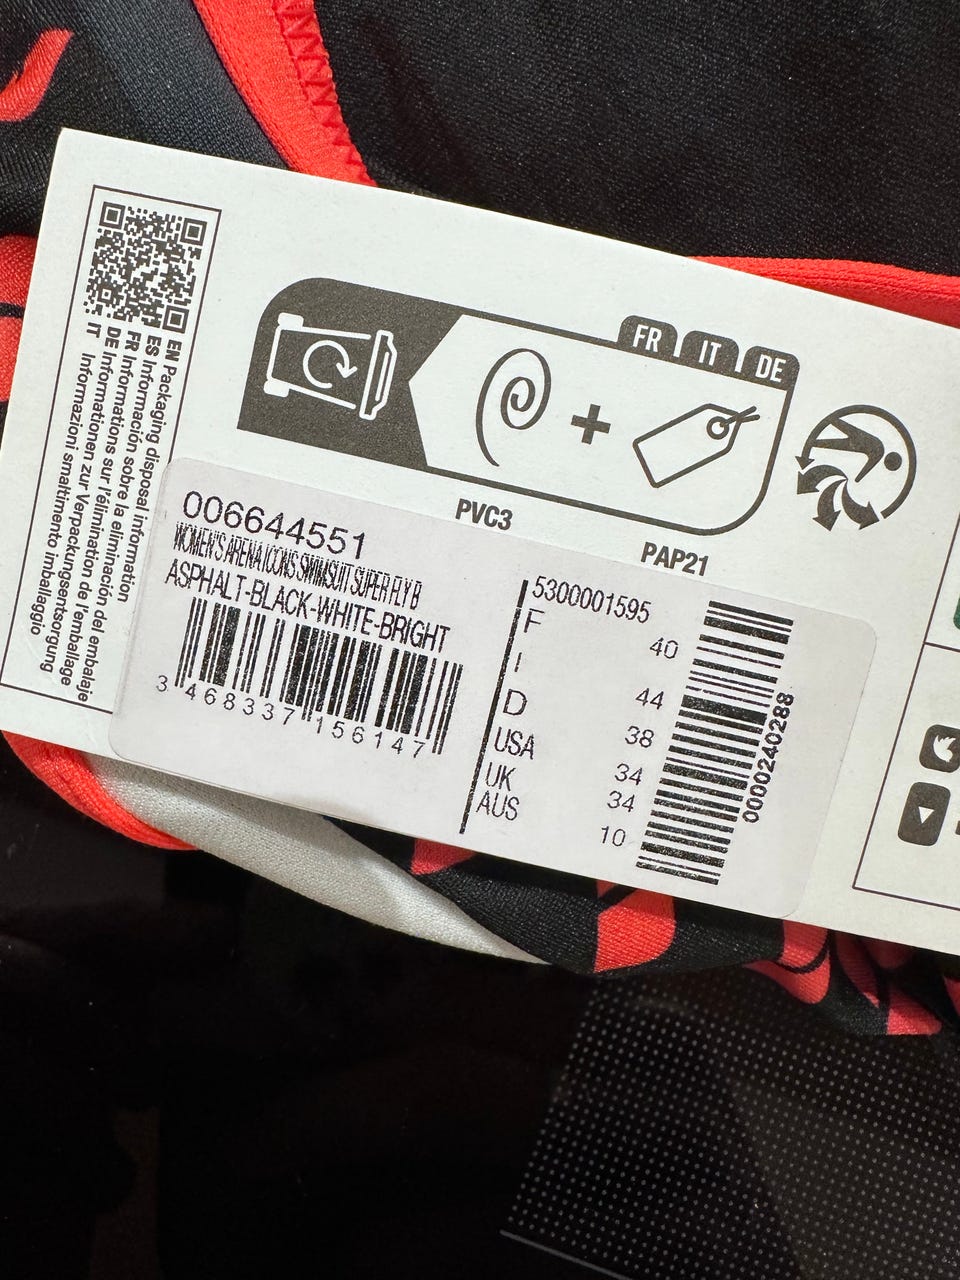 EN Packaging disposal information
ES Información sobre la eliminación del embalaje
FR Informations sur l'élimination de l'emballage
DE Informationen zur Verpackungsentsorgung
IT Informazioni smaltimento imballaggio
FR
IT
DE
+
PVC3
PAP21
006644551
WOMEN'S ARENA ICONS SWIMSUIT SUPER FLY B
ASPHALT-BLACK-WHITE-BRIGHT
3 468337 156147
5300001595
F 40
I 44
D 38
USA 34
UK 34
AUS 10
0000240288